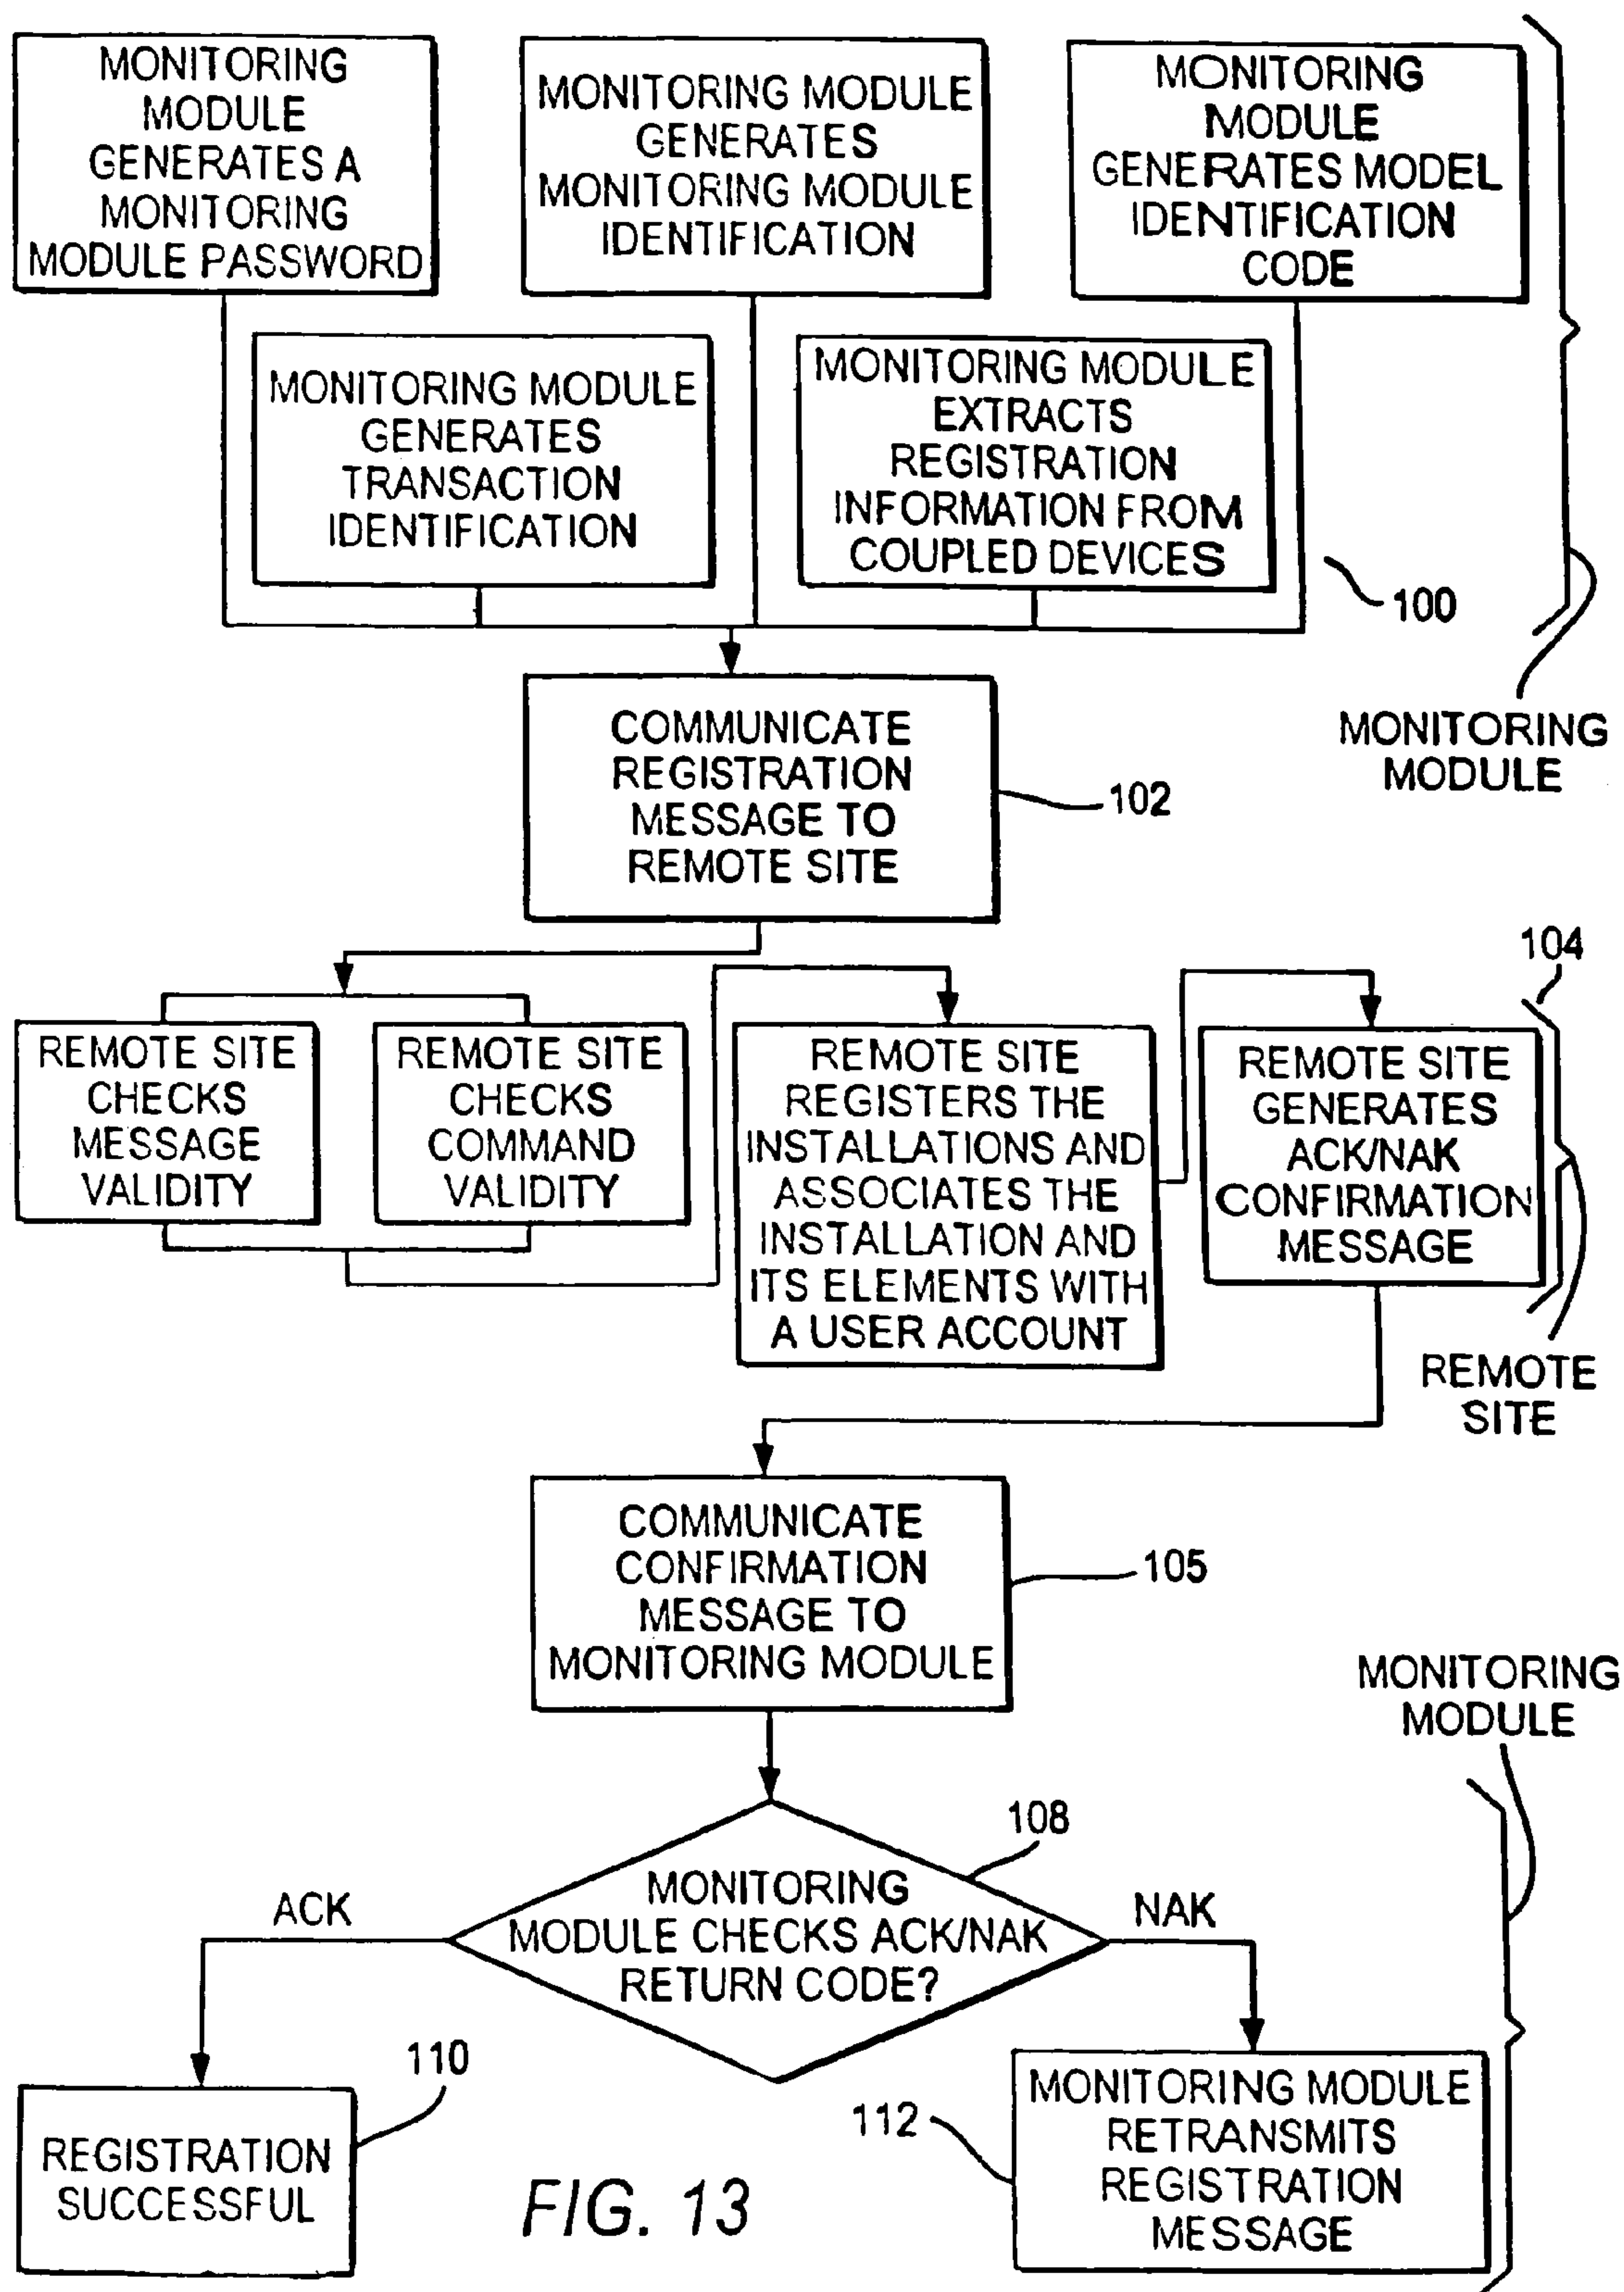 MONITORING
MODULE
GENERATES A
MONITORING
MODULE PASSWORD
MONITORING MODULE
GENERATES
MONITORING MODULE
IDENTIFICATION
MONITORING
MODULE
GENERATES MODEL
IDENTIFICATION
CODE
MONITORING MODULE
GENERATES
TRANSACTION
IDENTIFICATION
MONITORING MODULE
EXTRACTS
REGISTRATION
INFORMATION FROM
COUPLED DEVICES
100
MONITORING
MODULE
COMMUNICATE
REGISTRATION
MESSAGE TO
REMOTE SITE
102
104
REMOTE SITE
CHECKS
MESSAGE
VALIDITY
REMOTE SITE
CHECKS
COMMAND
VALIDITY
REMOTE SITE
REGISTERS THE
INSTALLATIONS AND
ASSOCIATES THE
INSTALLATION AND
ITS ELEMENTS WITH
A USER ACCOUNT
REMOTE SITE
GENERATES
ACK/NAK
CONFIRMATION
MESSAGE
REMOTE
SITE
COMMUNICATE
CONFIRMATION
MESSAGE TO
MONITORING MODULE
105
MONITORING
MODULE
108
MONITORING
MODULE CHECKS ACK/NAK
RETURN CODE?
ACK
NAK
110
REGISTRATION
SUCCESSFUL
112
MONITORING MODULE
RETRANSMITS
REGISTRATION
MESSAGE
FIG. 13